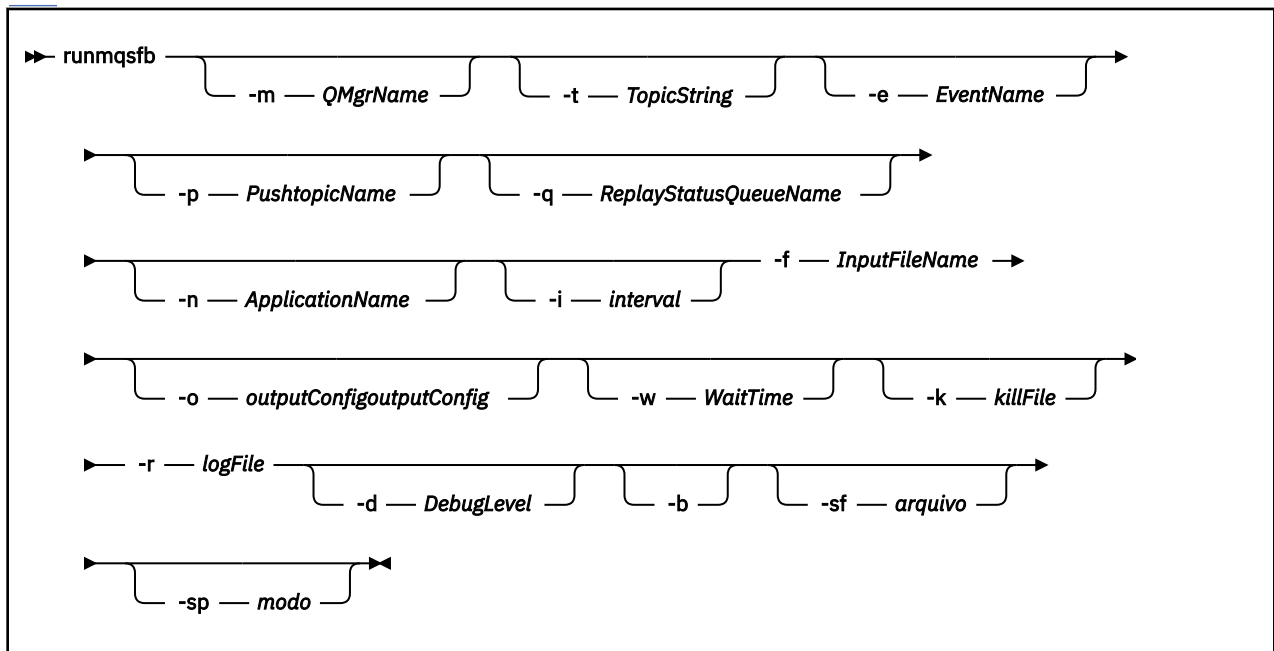 runmqsfb
-m QMgrName -t TopicString -e EventName
-p PushtopicName -q ReplayStatusQueueName
-f InputFileName
-n ApplicationName -i interval
-o outputConfigoutputConfig -w WaitTime -k killFile
-r logFile
-d DebugLevel -b -sf arquivo
-sp modo